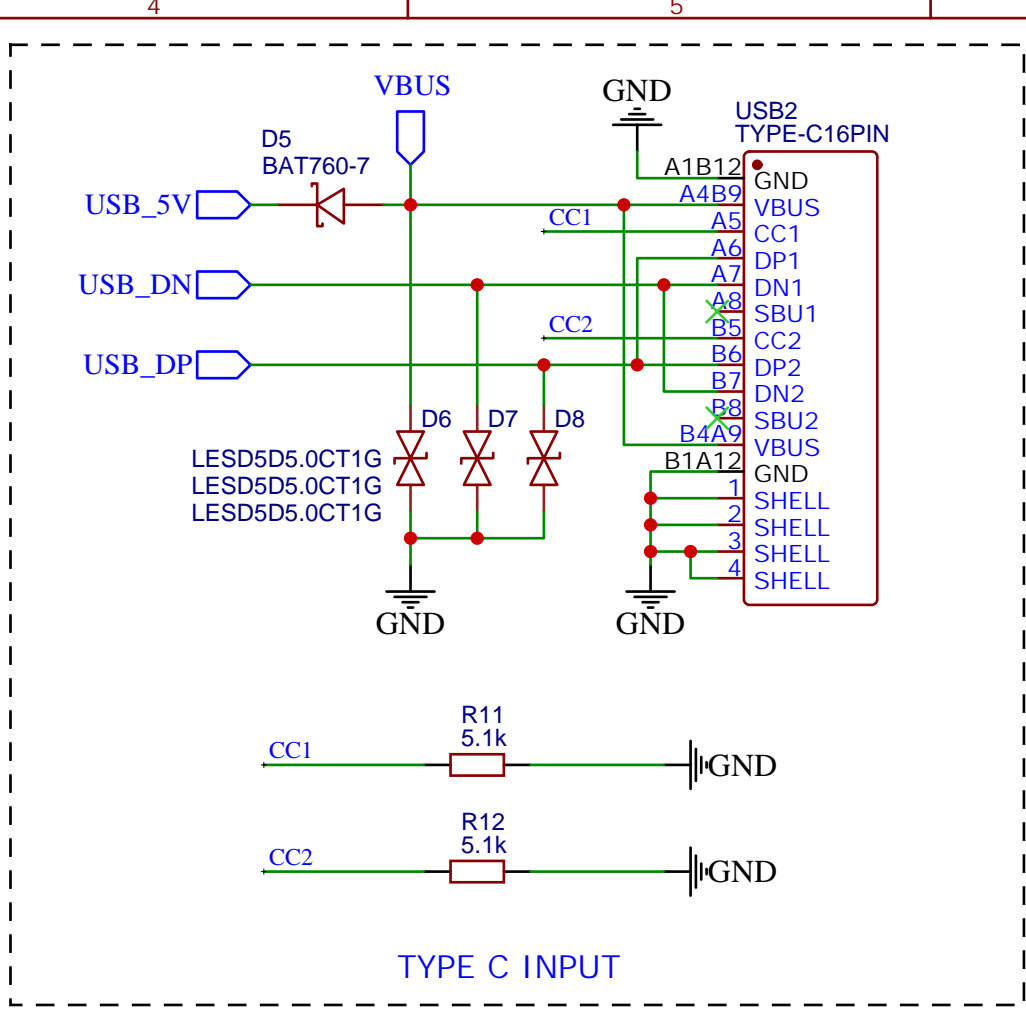 4
5
VBUS
GND
USB2
TYPE-C16PIN
D5
BAT760-7
USB_5V
USB_DN
USB_DP
CC1
CC2
A1B12 GND
A4B9 VBUS
A5 CC1
A6 DP1
A7 DN1
A8 SBU1
B5 CC2
B6 DP2
B7 DN2
B8 SBU2
B4A9 VBUS
B1A12 GND
1 SHELL
2 SHELL
3 SHELL
4 SHELL
D6
D7
D8
LESD5D5.0CT1G
LESD5D5.0CT1G
LESD5D5.0CT1G
GND
GND
R11
5.1k
CC1
GND
R12
5.1k
CC2
GND
TYPE C INPUT